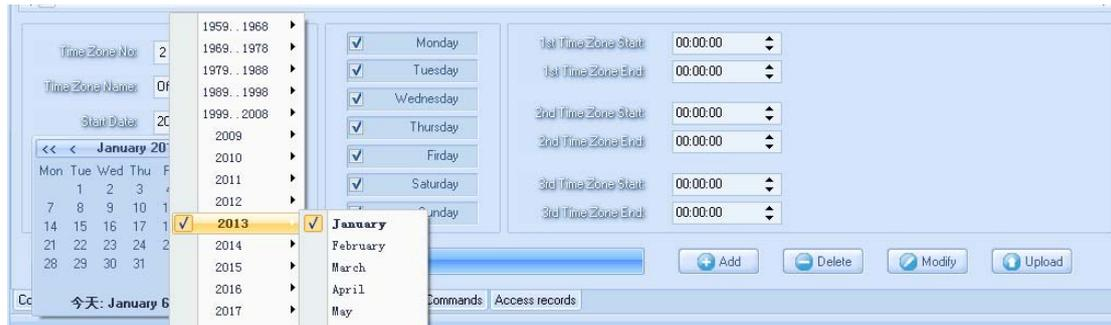 Time Zone No: 2
Time Zone Name: Of
Start Date: 20
<< < January 201
Mon Tue Wed Thu F
1 2 3 4
7 8 9 10 1
14 15 16 17 1
21 22 23 24 2
28 29 30 31
今天: January 6
1959. . 1968
1969. . 1978
1979. . 1988
1989. . 1998
1999. . 2008
2009
2010
2011
2012
2013
2014
2015
2016
2017
January
February
March
April
May
Monday
Tuesday
Wednesday
Thursday
Firday
Saturday
Sunday
1st Time Zone Start: 00:00:00
1st Time Zone End: 00:00:00
2nd Time Zone Start: 00:00:00
2nd Time Zone End: 00:00:00
3rd Time Zone Start: 00:00:00
3rd Time Zone End: 00:00:00
Add Delete Modify Upload
Co
Commands Access records